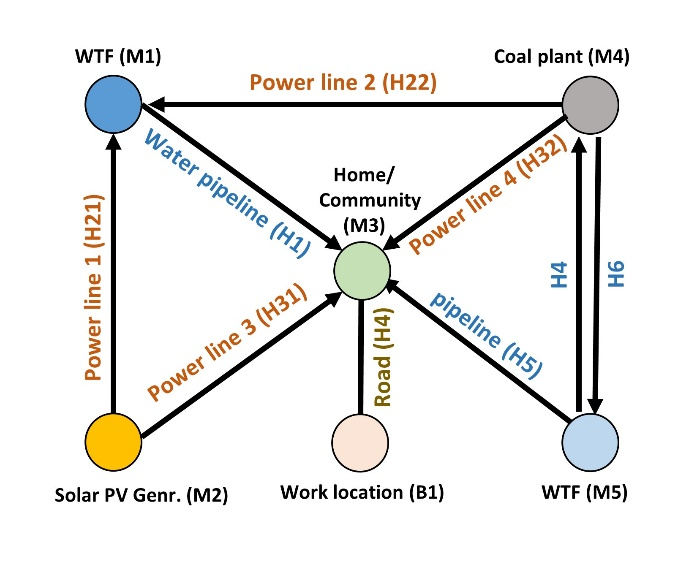 WTF (M1)
Coal plant (M4)
Power line 2 (H22)
Water pipeline (H1)
Home/
Community
(M3)
Power line 4 (H32)
Power line 1 (H21)
Power line 3 (H31)
Road (H4)
pipeline (H5)
H4
H6
Solar PV Genr. (M2)
Work location (B1)
WTF (M5)